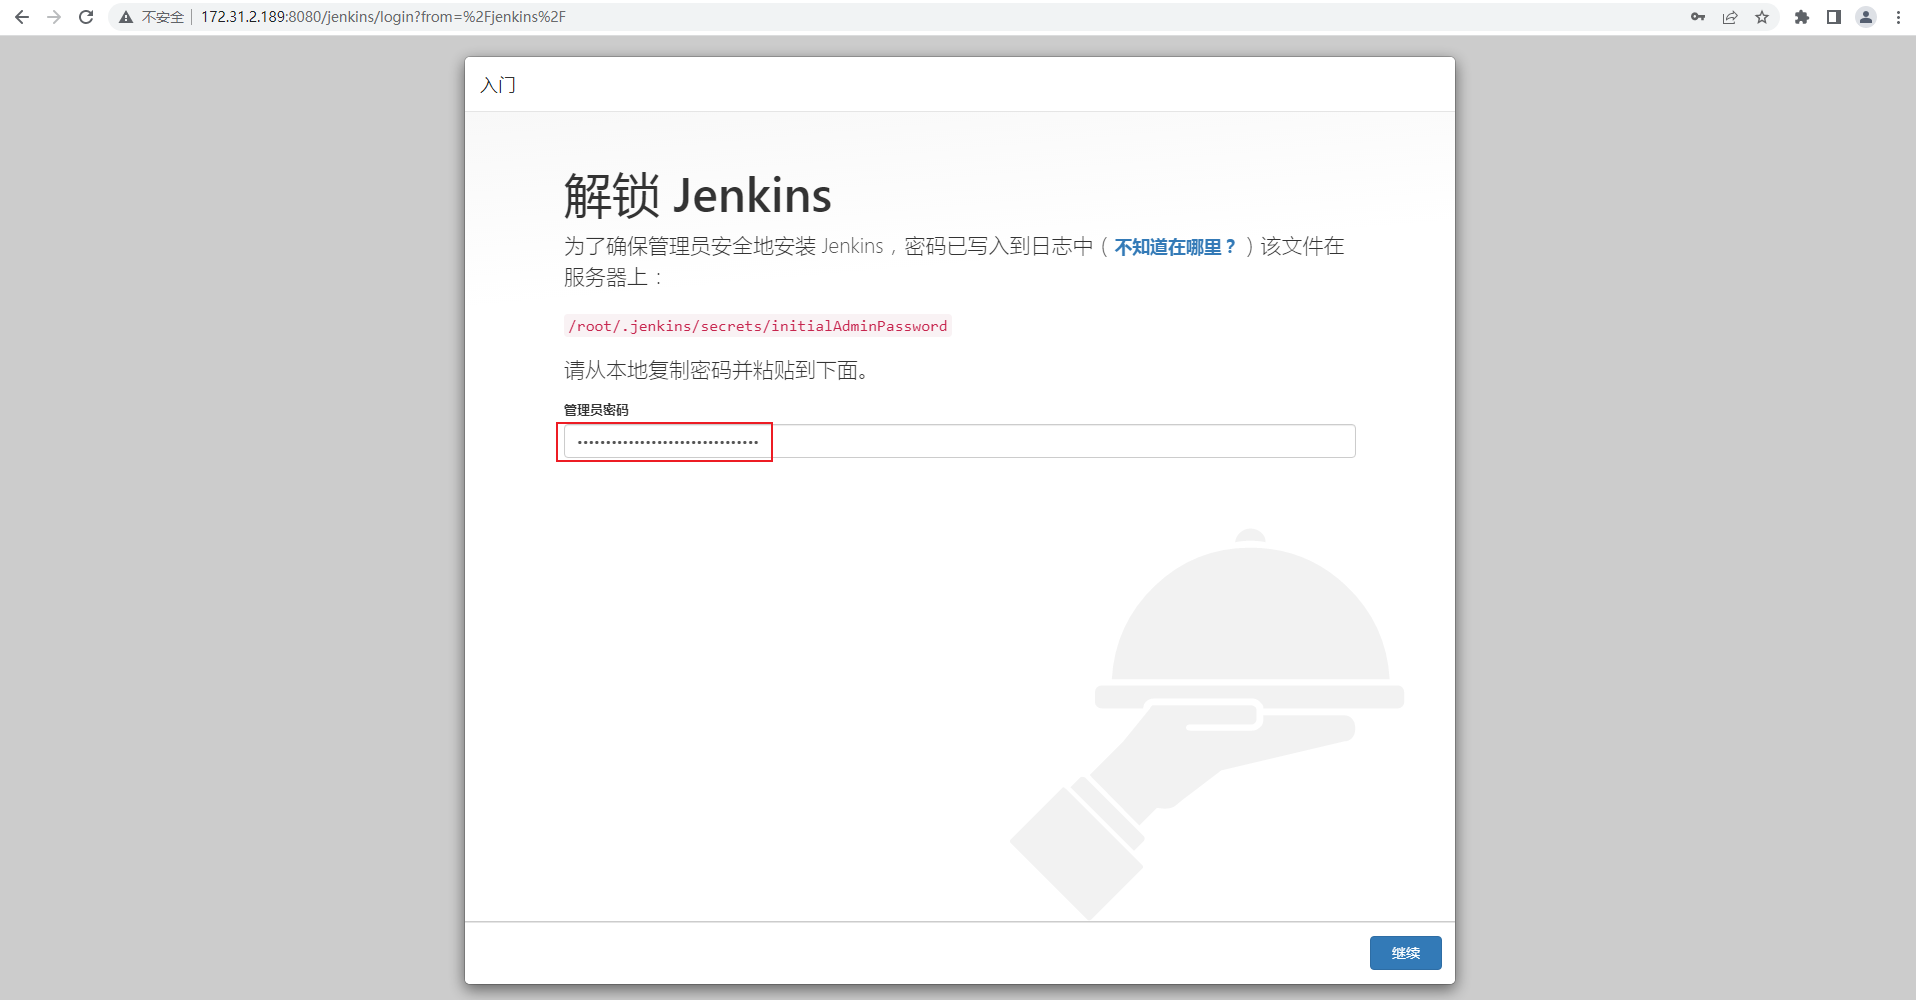 不安全 | 172.31.2.189:8080/jenkins/login?from=%2Fjenkins%2F
入门
解锁 Jenkins
为了确保管理员安全地安装 Jenkins，密码已写入到日志中（不知道在哪里？）该文件在
服务器上：
/root/.jenkins/secrets/initialAdminPassword
请从本地复制密码并粘贴到下面。
管理员密码
继续